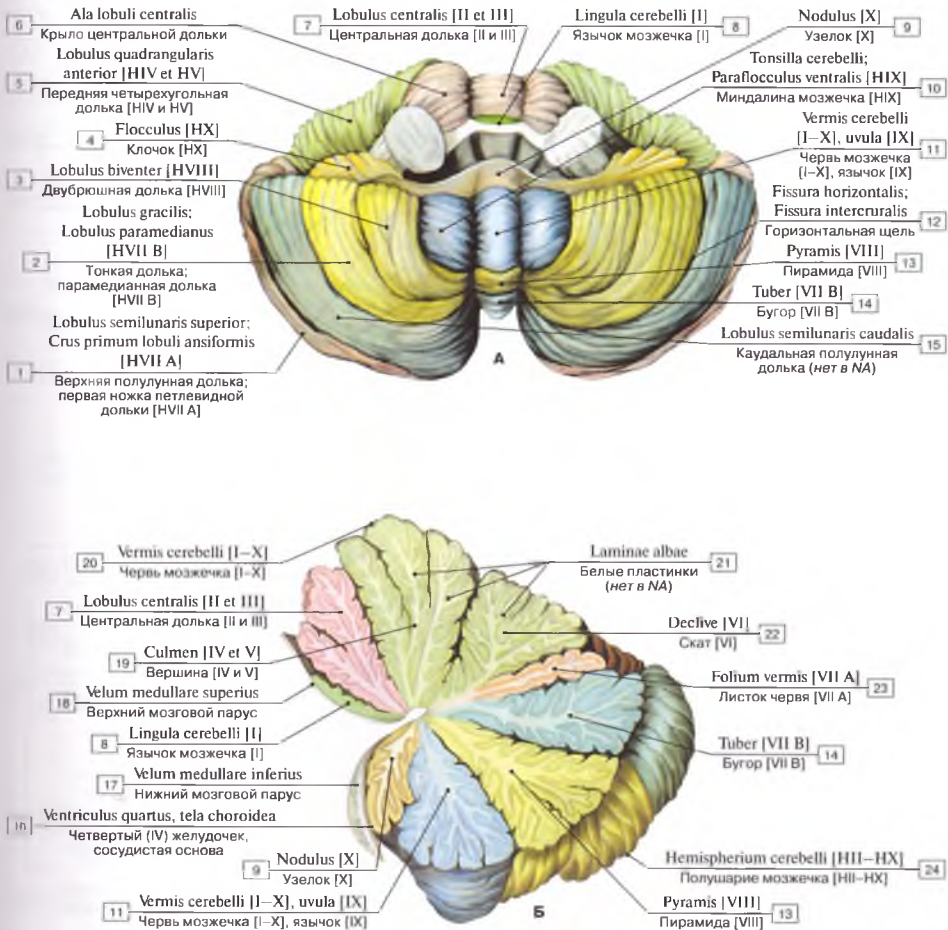 6
Ala lobuli centralis
Крыло центральной дольки
Lobulus quadrangularis
anterior [HIV et HV]
5
Передняя четырехугольная
долька [HIV и HV]
Flocculus [HX]
4
Клочок [HX]
Lobulus biventer [HVIII]
3
Двубрюшная долька [HVIII]
Lobulus gracilis;
Lobulus paramedianus
[HVII B]
2
Тонкая долька;
парамедианная долька
[HVII B]
Lobulus semilunaris superior;
Crus primum lobuli ansiformis
[HVII A]
1
Верхняя полулунная долька;
первая ножка петлевидной
дольки [HVII A]
7
Lobulus centralis [II et III]
Центральная долька [II и III]
Lingula cerebelli [I]
8
Язычок мозжечка [I]
Nodulus [X]
9
Узелок [X]
Tonsilla cerebelli;
Paraflocculus ventralis [HIX]
10
Миндалина мозжечка [HIX]
Vermis cerebelli
[I–X], uvula [IX]
11
Червь мозжечка
[I–X], язычок [IX]
Fissura horizontalis;
Fissura intercruralis
12
Горизонтальная щель
Pyramis [VIII]
13
Пирамида [VIII]
Tuber [VII B]
14
Бугор [VII B]
Lobulus semilunaris caudalis
15
Каудальная полулунная
долька (нет в NA)
А
20
Vermis cerebelli [I–X]
Червь мозжечка [I–X]
7
Lobulus centralis [II et III]
Центральная долька [II и III]
19
Culmen [IV et V]
Вершина [IV и V]
18
Velum medullare superius
Верхний мозговой парус
8
Lingula cerebelli [I]
Язычок мозжечка [I]
17
Velum medullare inferius
Нижний мозговой парус
16
Ventriculus quartus, tela choroidea
Четвертый (IV) желудочек,
сосудистая основа
9
Nodulus [X]
Узелок [X]
11
Vermis cerebelli [I–X], uvula [IX]
Червь мозжечка [I–X], язычок [IX]
Laminae albae
21
Белые пластинки
(нет в NA)
Declive [VI]
22
Скат [VI]
Folium vermis [VII A]
23
Листок червя [VII A]
Tuber [VII B]
14
Бугор [VII B]
Hemispherium cerebelli [HII–HX]
24
Полушарие мозжечка [HII–HX]
Pyramis [VIII]
13
Пирамида [VIII]
Б